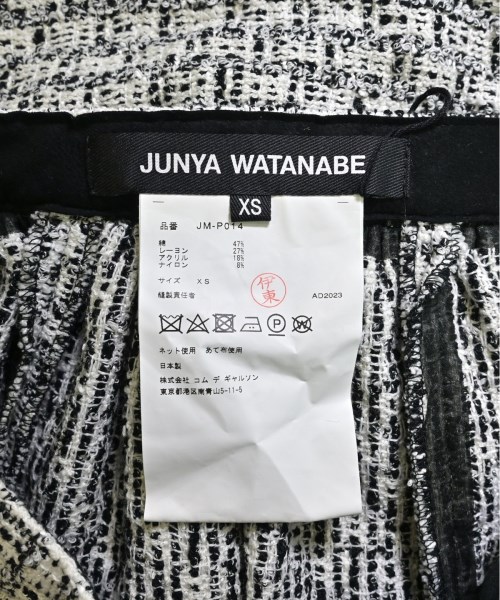 JUNYA WATANABE
XS
品番 JM-P014
綿 47%
レーヨン 27%
アクリル 18%
ナイロン 8%
サイズ XS
縫製責任者 伊東 AD2023
ネット使用 あて布使用
日本製
株式会社 コム デ ギャルソン
東京都港区南青山5-11-5